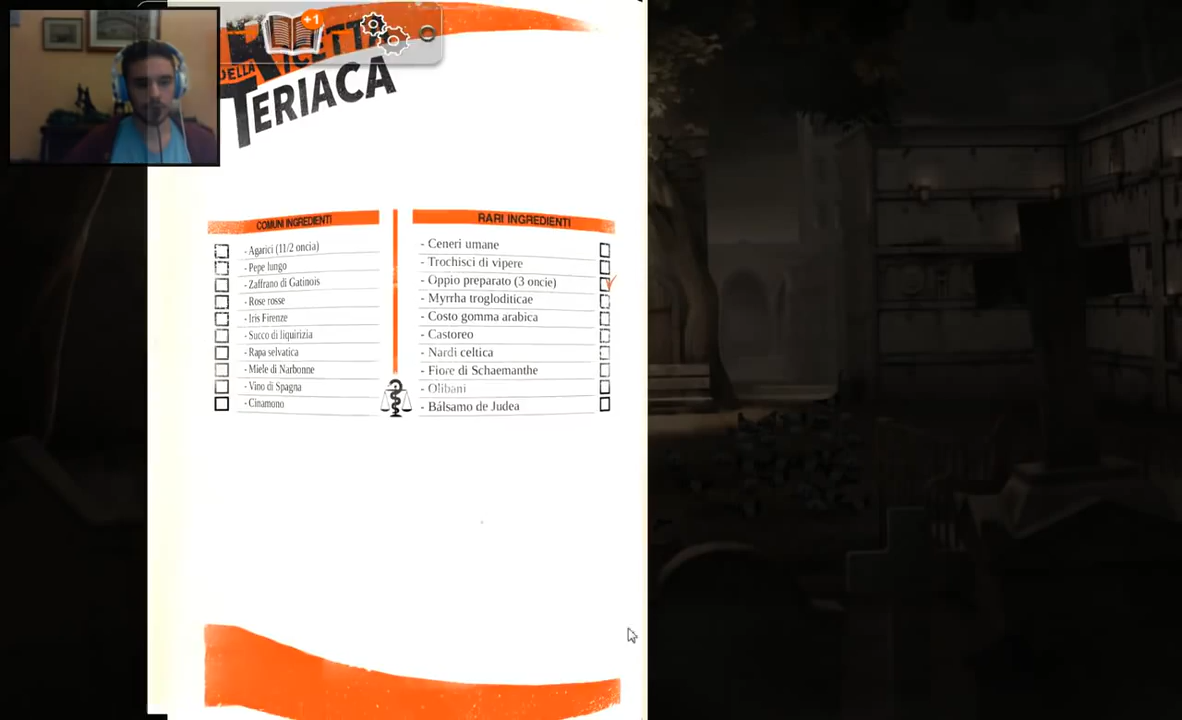 +1
DELLA
TERIACA
COMUNI INGREDIENTI
- Agarici (11/2 oncia)
- Pepe lungo
- Zaffrano di Gatinois
- Rose rosse
- Iris Firenze
- Succo di liquirizia
- Rapa selvatica
- Miele di Narbonne
- Vino di Spagna
- Cinamono
RARI INGREDIENTI
- Ceneri umane
- Trochisci di vipere
- Oppio preparato (3 oncie)
- Myrrha trogloditicae
- Costo gomma arabica
- Castoreo
- Nardi celtica
- Fiore di Schaemanthe
- Olibani
- Bálsamo de Judea